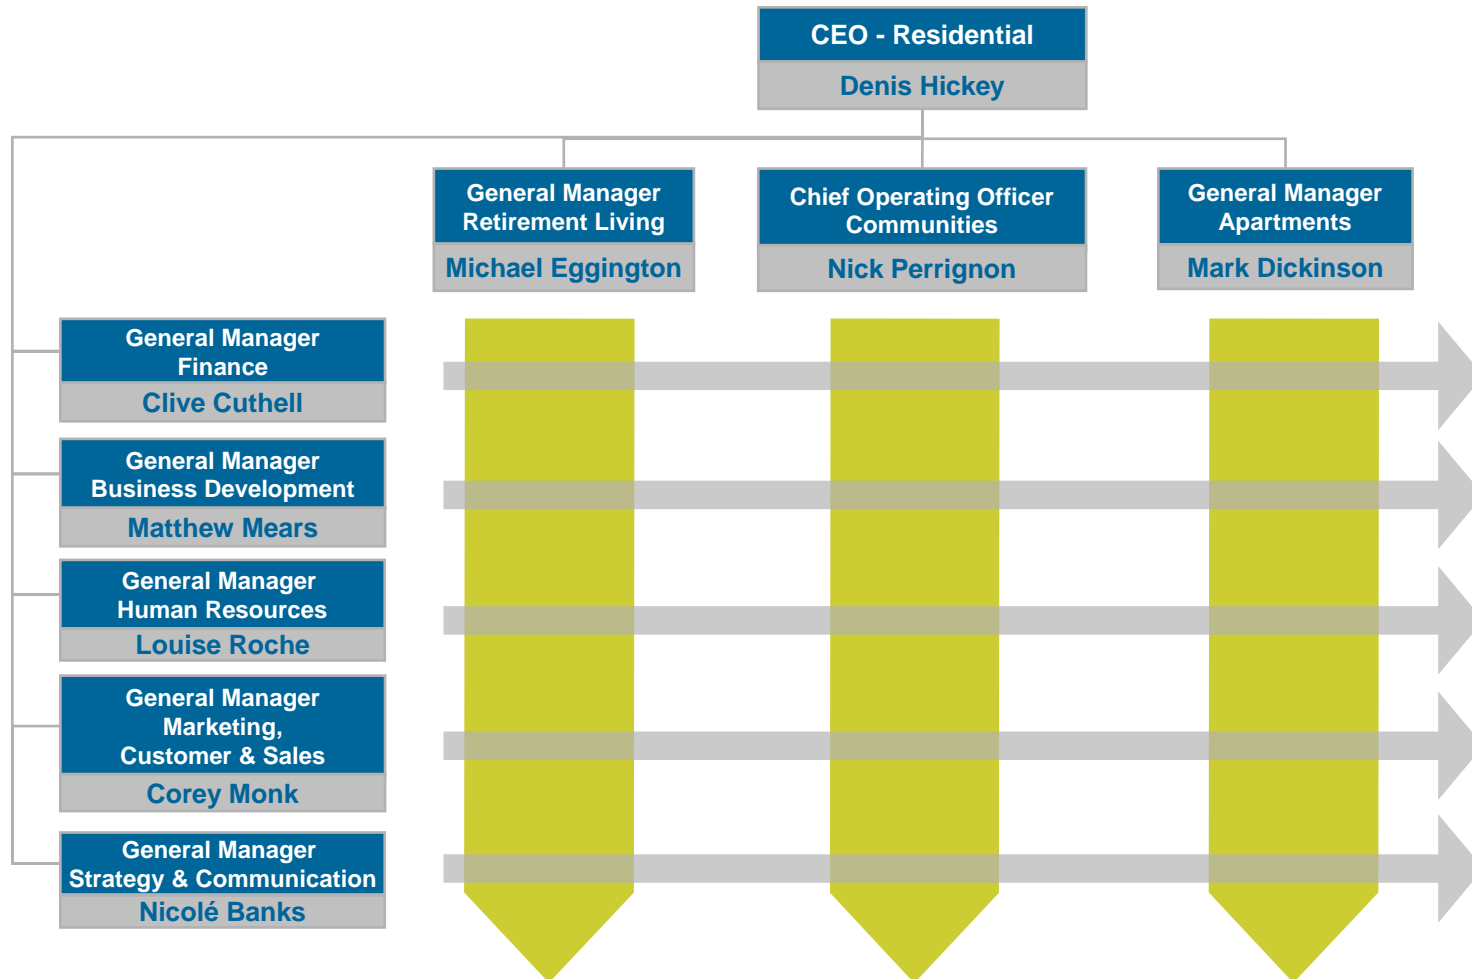 CEO - Residential
Denis Hickey
General Manager
Retirement Living
Michael Eggington
Chief Operating Officer
Communities
Nick Perrignon
General Manager
Apartments
Mark Dickinson
General Manager
Finance
Clive Cuthell
General Manager
Business Development
Matthew Mears
General Manager
Human Resources
Louise Roche
General Manager
Marketing,
Customer & Sales
Corey Monk
General Manager
Strategy & Communication
Nicolé Banks